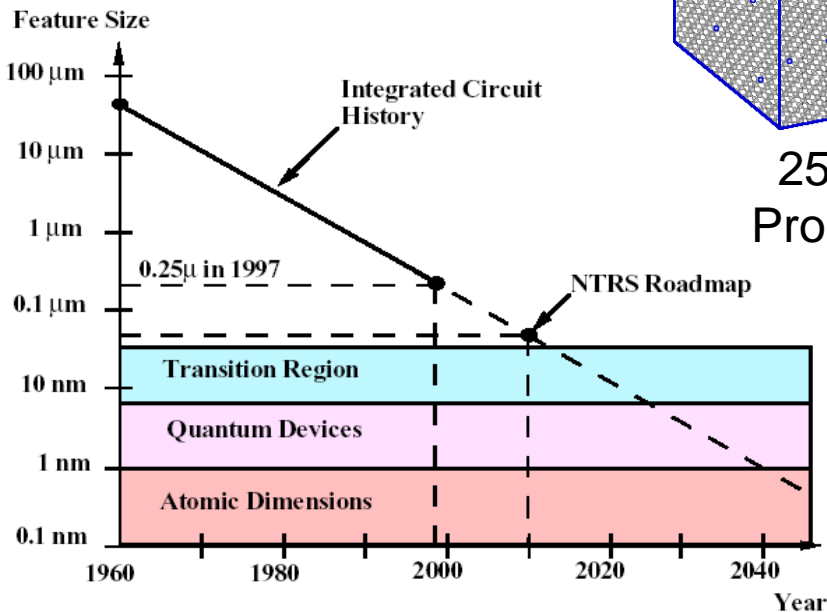 Feature Size
100 μm
Integrated Circuit
History
10 μm
25
Pro
1 μm
0.25μ in 1997
NTRS Roadmap
0.1 μm
Transition Region
10 nm
Quantum Devices
1 nm
Atomic Dimensions
0.1 nm
1960
1980
2000
2020
2040
Year